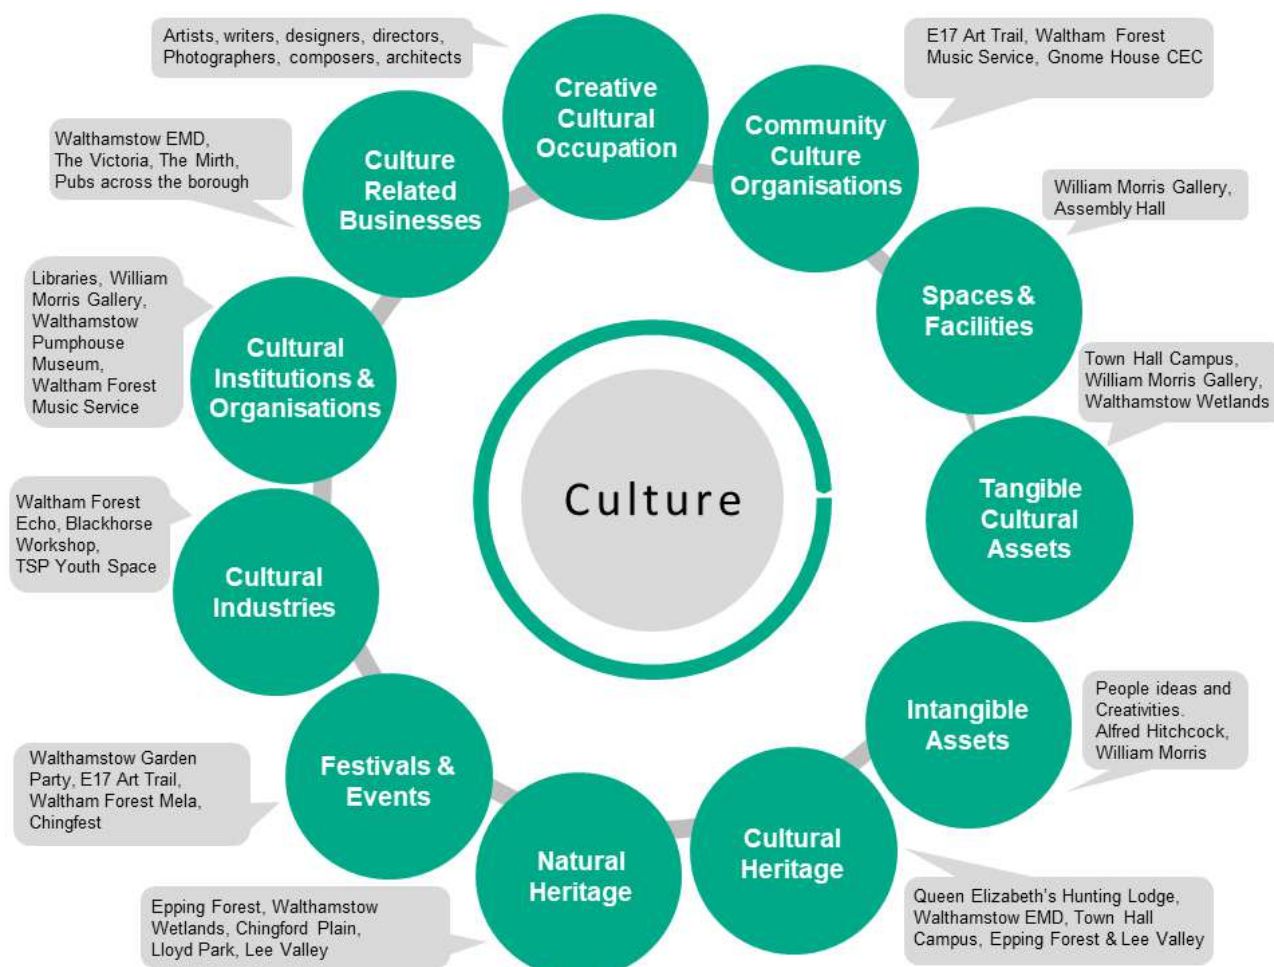 Artists, writers, designers, directors,
Photographers, composers, architects
Creative
Cultural
Occupation
E17 Art Trail, Waltham Forest
Music Service, Gnome House CEC
Community
Culture
Organisations
William Morris Gallery,
Assembly Hall
Spaces &
Facilities
Town Hall Campus,
William Morris Gallery,
Walthamstow Wetlands
Tangible
Cultural
Assets
People ideas and
Creativities.
Alfred Hitchcock,
William Morris
Intangible
Assets
Queen Elizabeth's Hunting Lodge,
Walthamstow EMD, Town Hall
Campus, Epping Forest & Lee Valley
Cultural
Heritage
Epping Forest, Walthamstow
Wetlands, Chingford Plain,
Lloyd Park, Lee Valley
Natural
Heritage
Walthamstow Garden
Party, E17 Art Trail,
Waltham Forest Mela,
Chingfest
Festivals &
Events
Waltham Forest
Echo, Blackhorse
Workshop,
TSP Youth Space
Cultural
Industries
Libraries, William
Morris Gallery,
Walthamstow
Pumphouse
Museum,
Waltham Forest
Music Service
Cultural
Institutions &
Organisations
Walthamstow EMD,
The Victoria, The Mirth,
Pubs across the borough
Culture
Related
Businesses
Culture